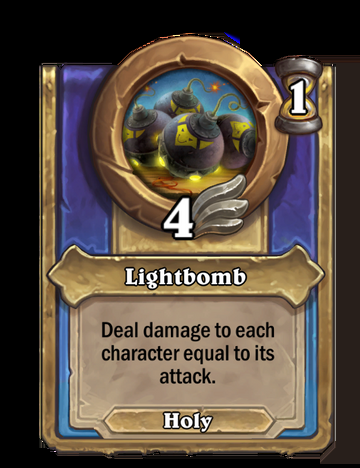 1
4
Lightbomb
Deal damage to each
character equal to its
attack.
Holy